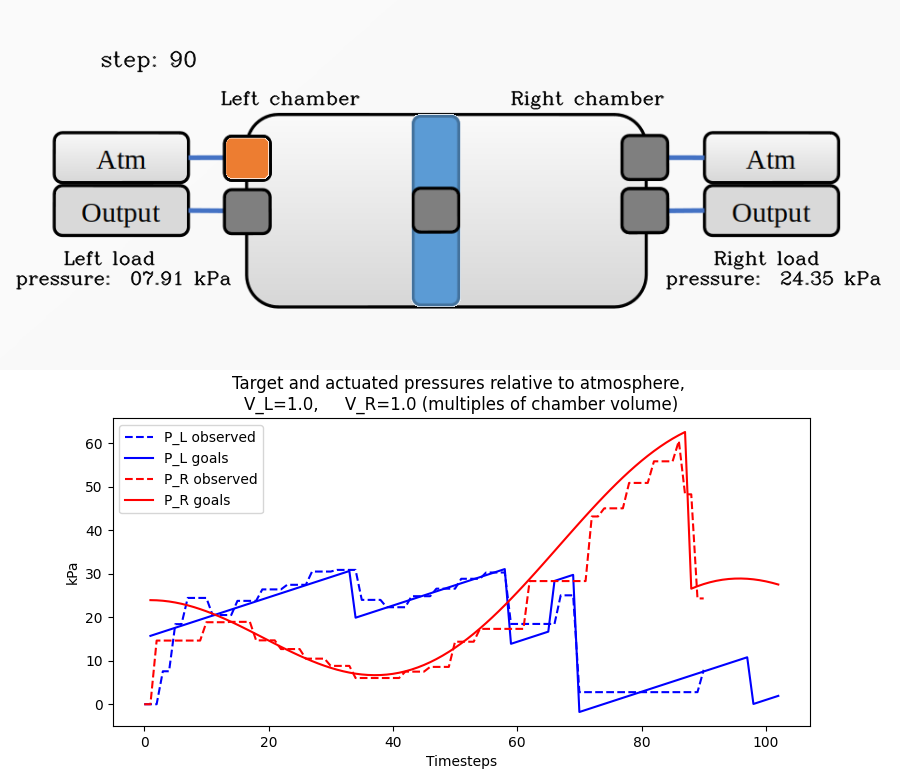 step: 90
Left chamber
Right chamber
Atm
Atm
Output
Output
Left load
pressure: 07.91 kPa
Right load
pressure: 24.35 kPa
Target and actuated pressures relative to atmosphere,
V_L=1.0, V_R=1.0 (multiples of chamber volume)
P_L observed
P_L goals
P_R observed
P_R goals
kPa
60
50
40
30
20
10
0
0 20 40 60 80 100
Timesteps